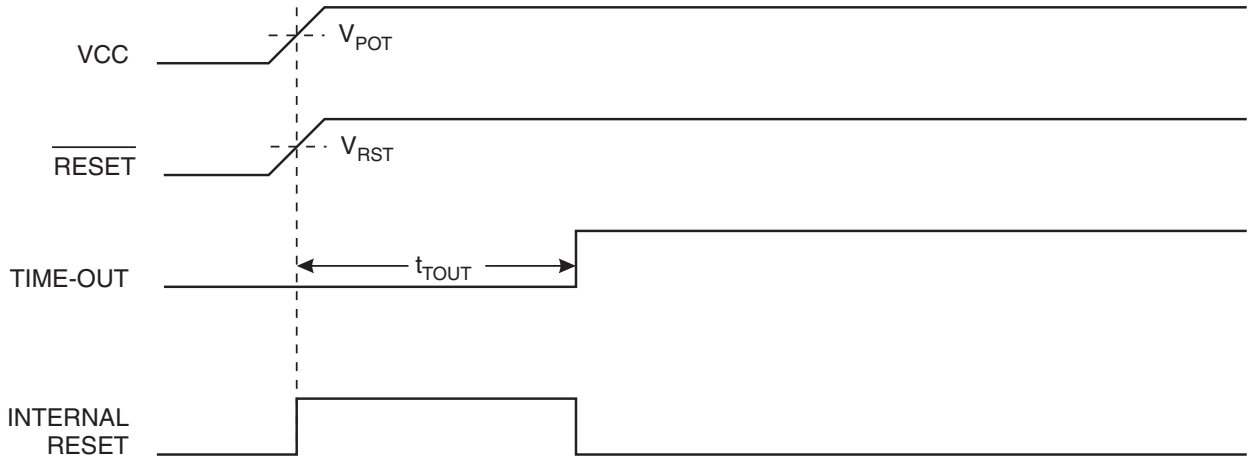 VCC
V_POT
RESET
V_RST
TIME-OUT
t_TOUT
INTERNAL
RESET